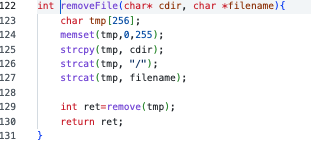 122 int removeFile(char* cdir, char *filename){
123 char tmp[256];
124 memset(tmp,0,255);
125 strcpy(tmp, cdir);
126 strcat(tmp, "/");
127 strcat(tmp, filename);
128
129 int ret=remove(tmp);
130 return ret;
131 }